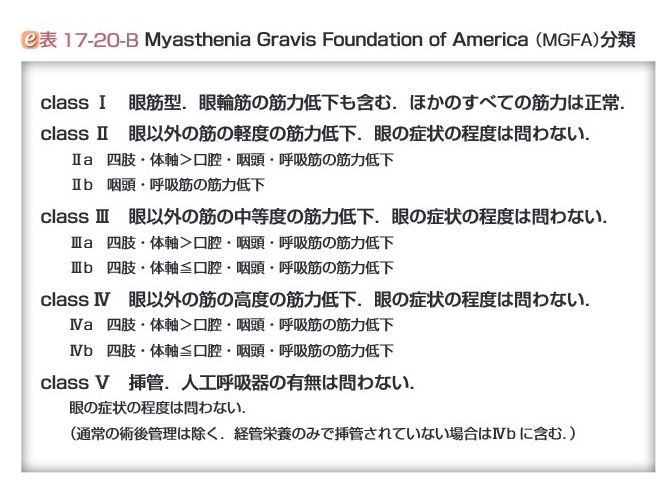 e表 17-20-B Myasthenia Gravis Foundation of America（MGFA）分類
class Ⅰ 眼筋型．眼輪筋の筋力低下も含む．ほかのすべての筋力は正常．
class Ⅱ 眼以外の筋の軽度の筋力低下．眼の症状の程度は問わない．
Ⅱa 四肢・体軸＞口腔・咽頭・呼吸筋の筋力低下
Ⅱb 咽頭・呼吸筋の筋力低下
class Ⅲ 眼以外の筋の中等度の筋力低下．眼の症状の程度は問わない．
Ⅲa 四肢・体軸＞口腔・咽頭・呼吸筋の筋力低下
Ⅲb 四肢・体軸≦口腔・咽頭・呼吸筋の筋力低下
class Ⅳ 眼以外の筋の高度の筋力低下．眼の症状の程度は問わない．
Ⅳa 四肢・体軸＞口腔・咽頭・呼吸筋の筋力低下
Ⅳb 四肢・体軸≦口腔・咽頭・呼吸筋の筋力低下
class Ⅴ 挿管．人工呼吸器の有無は問わない．
眼の症状の程度は問わない．
（通常の術後管理は除く．経管栄養のみで挿管されていない場合はⅣb に含む．）